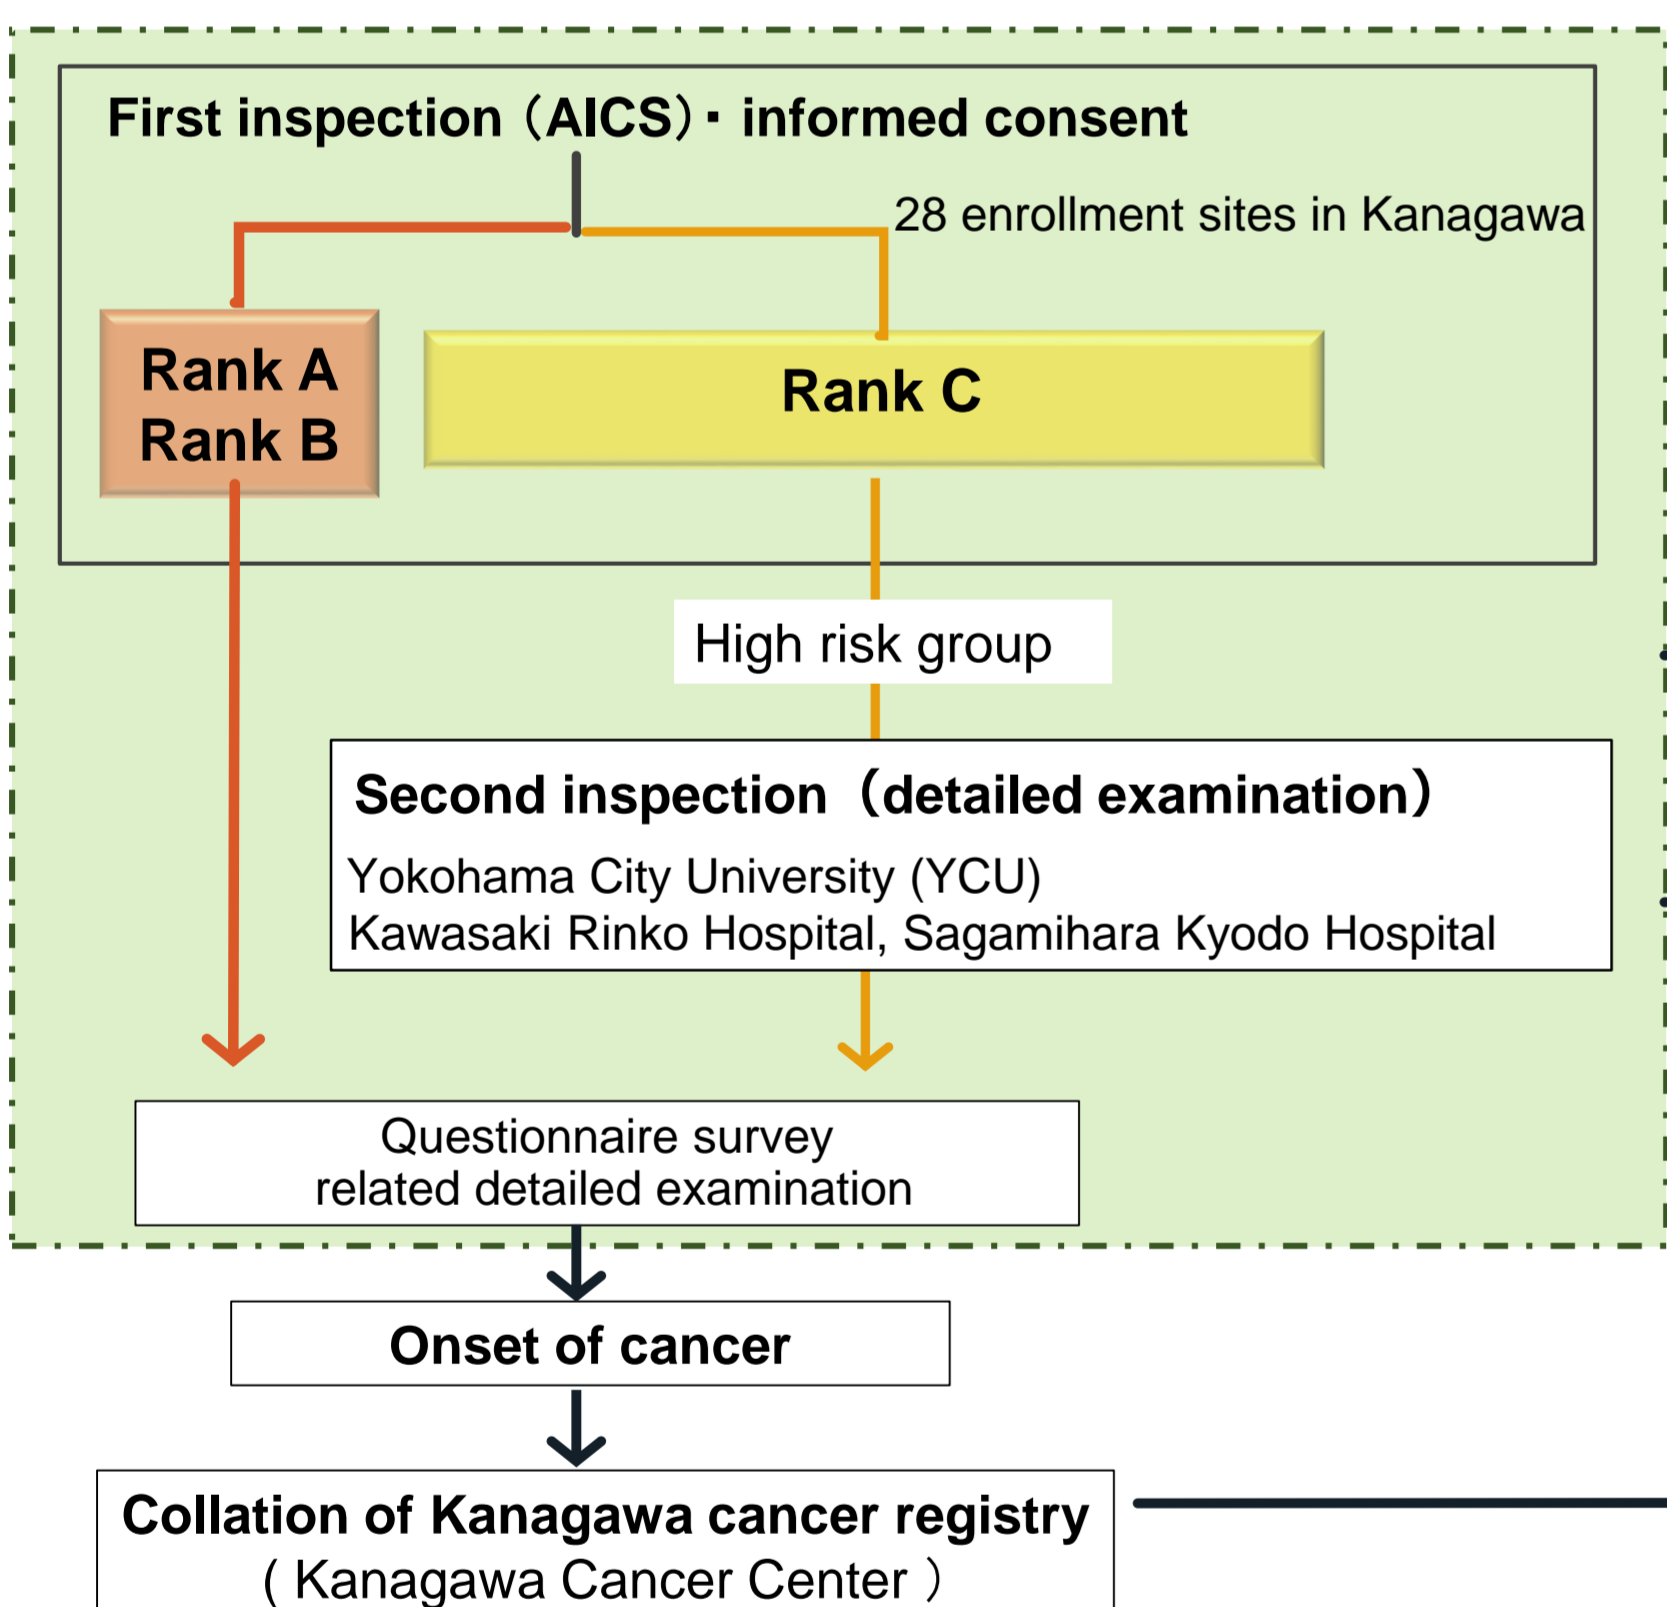 First inspection（AICS）▪ informed consent
28 enrollment sites in Kanagawa
Rank A
Rank B
Rank C
High risk group
Second inspection（detailed examination）
Yokohama City University (YCU)
Kawasaki Rinko Hospital, Sagamihara Kyodo Hospital
Questionnaire survey
related detailed examination
Onset of cancer
Collation of Kanagawa cancer registry
( Kanagawa Cancer Center ）